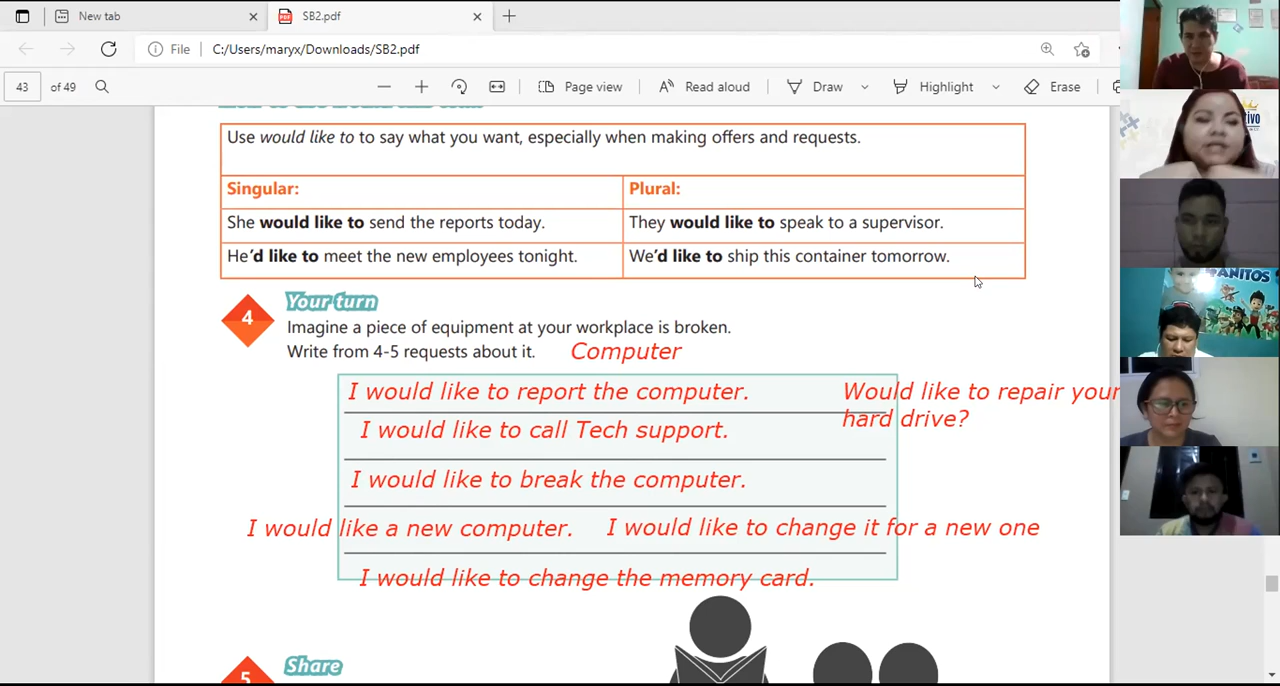 New tab
SB2.pdf
File C:/Users/maryx/Downloads/SB2.pdf
43 of 49 Page view Read aloud Draw Highlight Erase
Use would like to to say what you want, especially when making offers and requests.
Singular: Plural:
She would like to send the reports today. They would like to speak to a supervisor.
He'd like to meet the new employees tonight. We'd like to ship this container tomorrow.
4 Your turn
Imagine a piece of equipment at your workplace is broken.
Write from 4-5 requests about it. Computer
I would like to report the computer. Would like to repair your
hard drive?
I would like to call Tech support.
I would like to break the computer.
I would like a new computer. I would like to change it for a new one
I would like to change the memory card.
5 Share